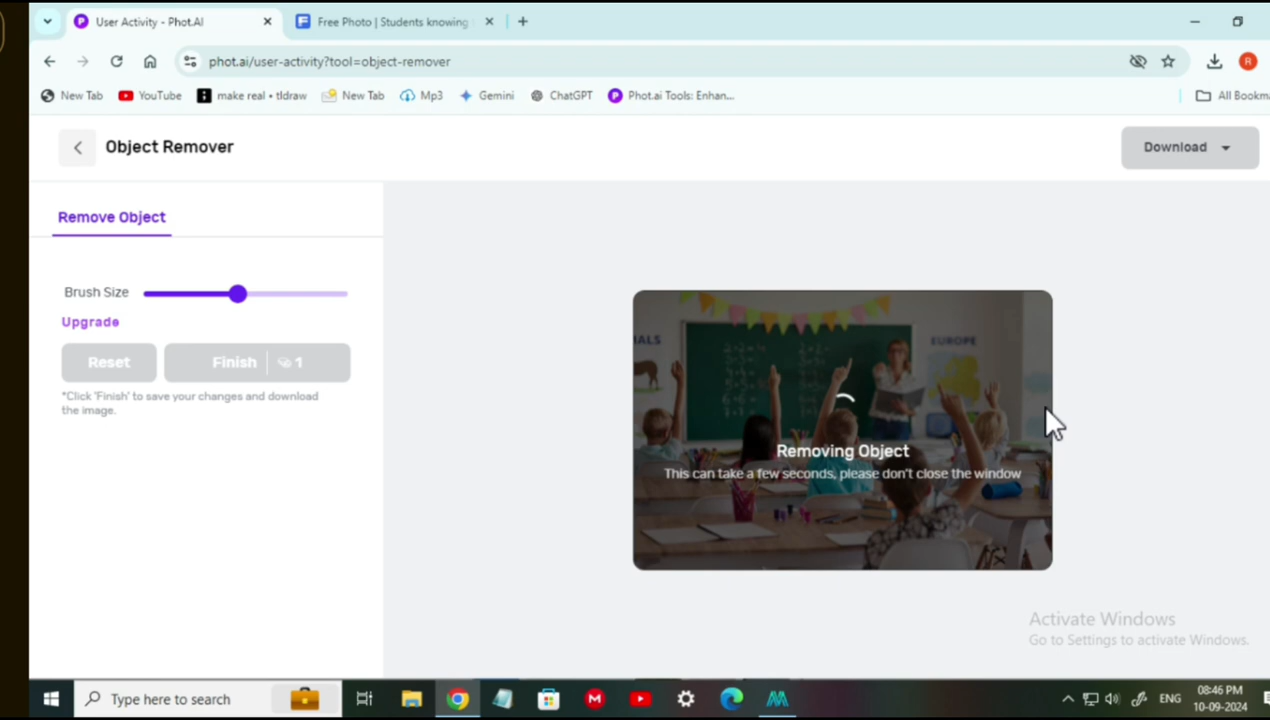 User Activity - Phot.AI
Free Photo | Students knowing
phot.ai/user-activity?tool=object-remover
R
New Tab
YouTube
make real • tldraw
New Tab
Mp3
Gemini
ChatGPT
Phot.ai Tools: Enhan...
All Bookma
Object Remover
Download
Remove Object
Brush Size
Upgrade
Reset
Finish
1
*Click 'Finish' to save your changes and download
the image.
ALS
EUROPE
Removing Object
This can take a few seconds, please don't close the window
Activate Windows
Go to Settings to activate Windows.
Type here to search
ENG
08:46 PM
10-09-2024